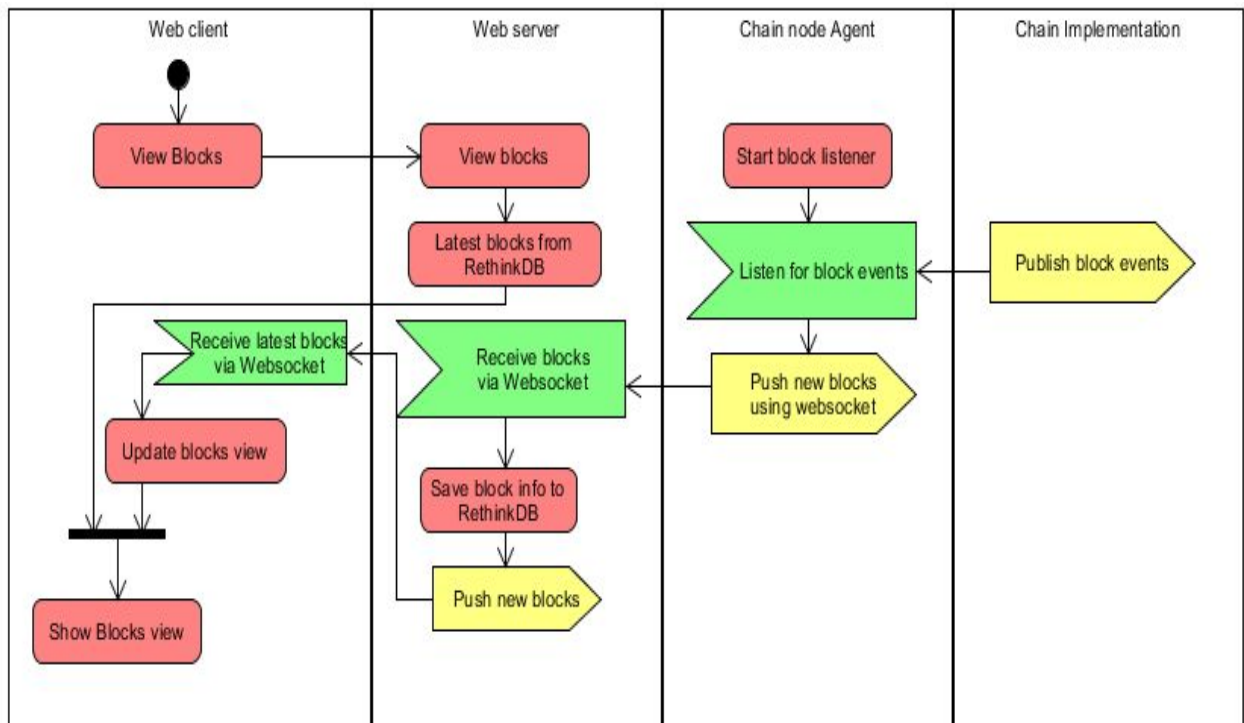 Web client
Web server
Chain node Agent
Chain Implementation
View Blocks
View blocks
Start block listener
Latest blocks from
RethinkDB
Listen for block events
Publish block events
Receive latest blocks
via Websocket
Receive blocks
via Websocket
Push new blocks
using websocket
Update blocks view
Save block info to
RethinkDB
Push new blocks
Show Blocks view